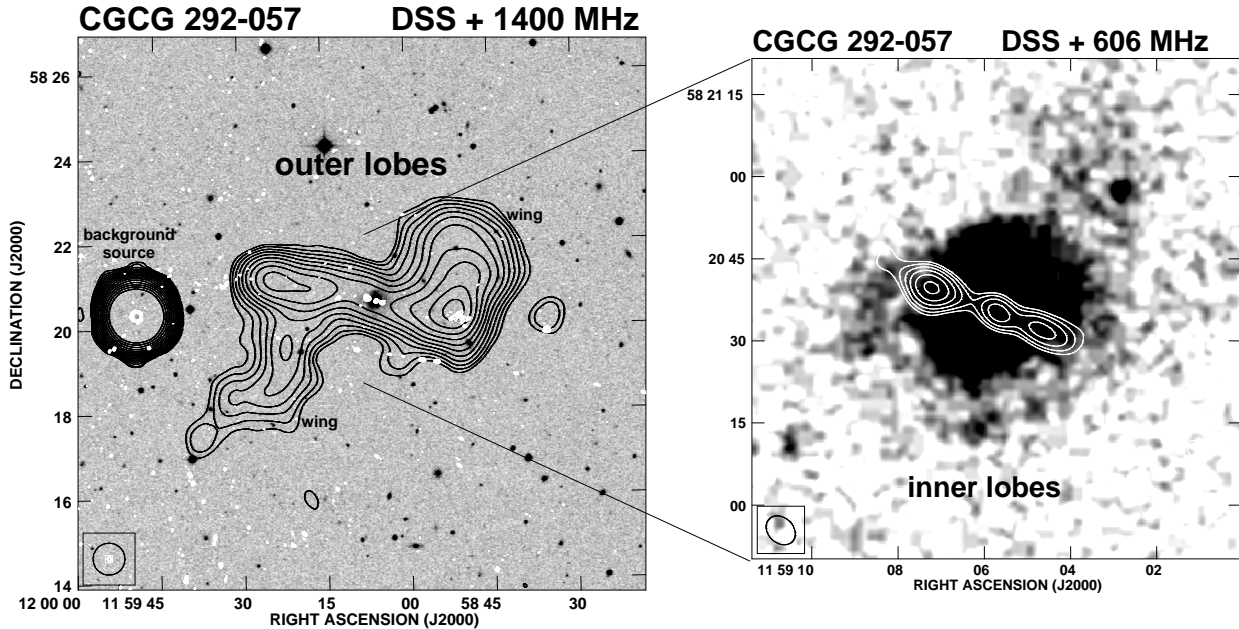 CGCG 292-057 DSS + 1400 MHz
58 26
24
22
20
18
16
14
DECLINATION (J2000)
outer lobes
wing
background
source
wing
12 00 00 11 59 45 30 15 00 58 45 30
RIGHT ASCENSION (J2000)
CGCG 292-057 DSS + 606 MHz
58 21 15
00
20 45
30
15
00
inner lobes
11 59 10 08 06 04 02
RIGHT ASCENSION (J2000)